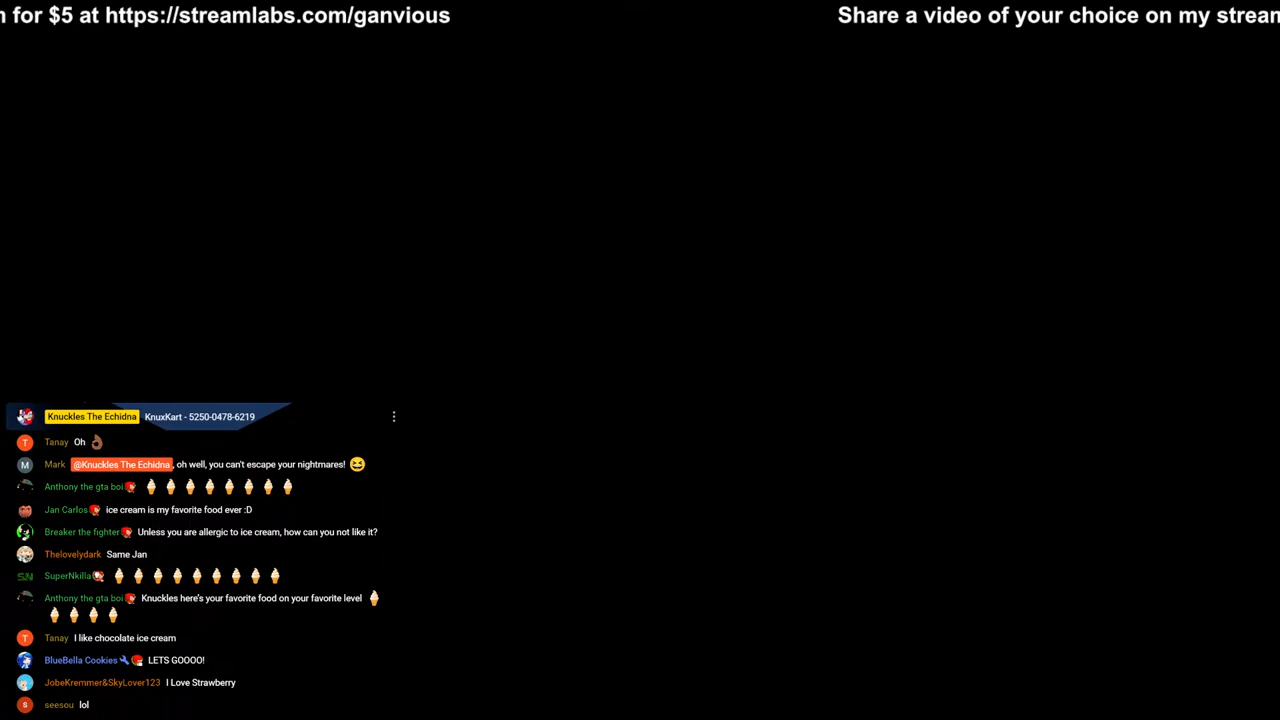 m for $5 at https://streamlabs.com/ganvious
Share a video of your choice on my stream
Knuckles The Echidna KnuxKart - 5250-0478-6219
Tanay Oh 👌🏾
Mark @Knuckles The Echidna, oh well, you can't escape your nightmares! 😆
Anthony the gta boi 🍦 🍦 🍦 🍦 🍦 🍦 🍦 🍦
Jan Carlos ice cream is my favorite food ever :D
Breaker the fighter Unless you are allergic to ice cream, how can you not like it?
Thelovelydark Same Jan
SuperNkilla 🍦 🍦 🍦 🍦 🍦 🍦 🍦 🍦 🍦
Anthony the gta boi Knuckles here's your favorite food on your favorite level 🍦
🍦 🍦 🍦 🍦
T Tanay I like chocolate ice cream
BlueBella Cookies LETS GOOOO!
JobeKremmer&SkyLover123 I Love Strawberry
seesou lol